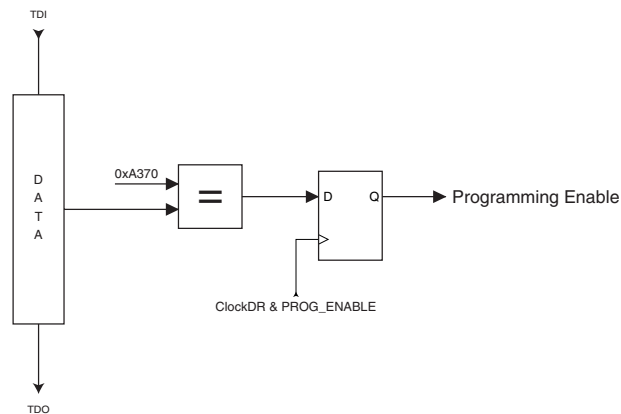 TDI
D
A
T
A
0xA370
=
D
Q
Programming Enable
ClockDR & PROG_ENABLE
TDO